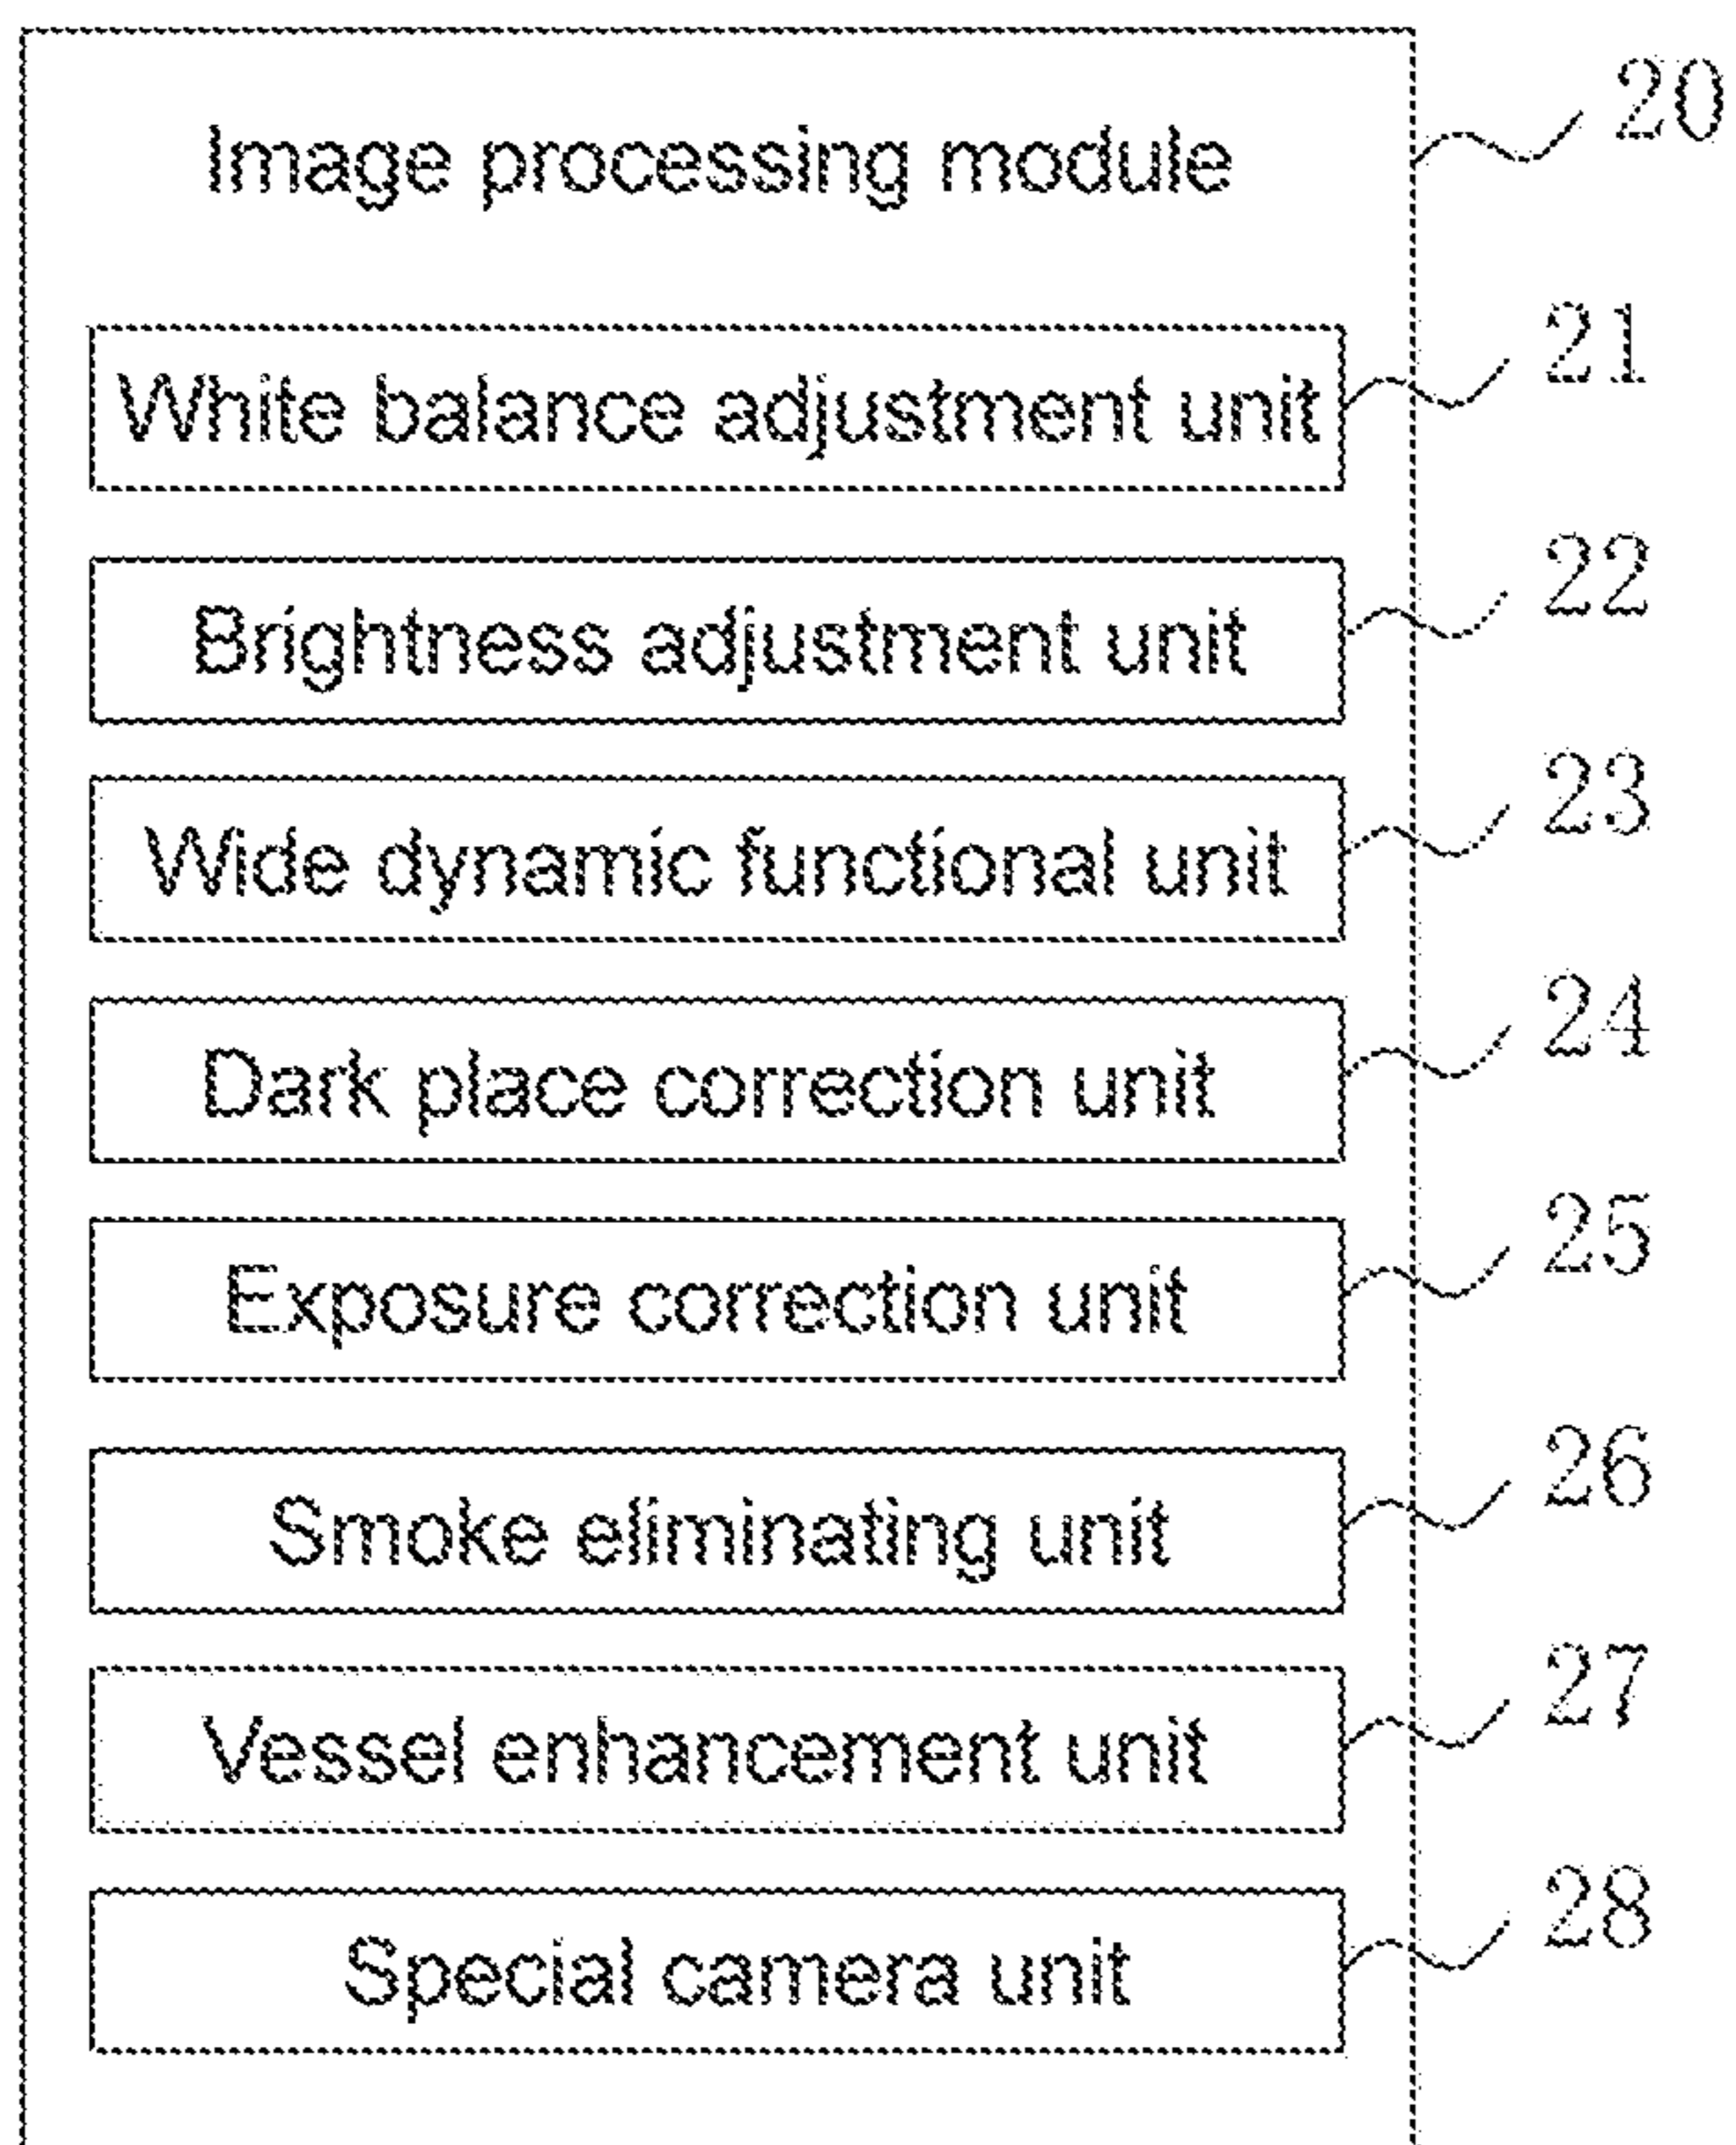 Image processing module 20
White balance adjustment unit 21
Brightness adjustment unit 22
Wide dynamic functional unit 23
Dark place correction unit 24
Exposure correction unit 25
Smoke eliminating unit 26
Vessel enhancement unit 27
Special camera unit 28